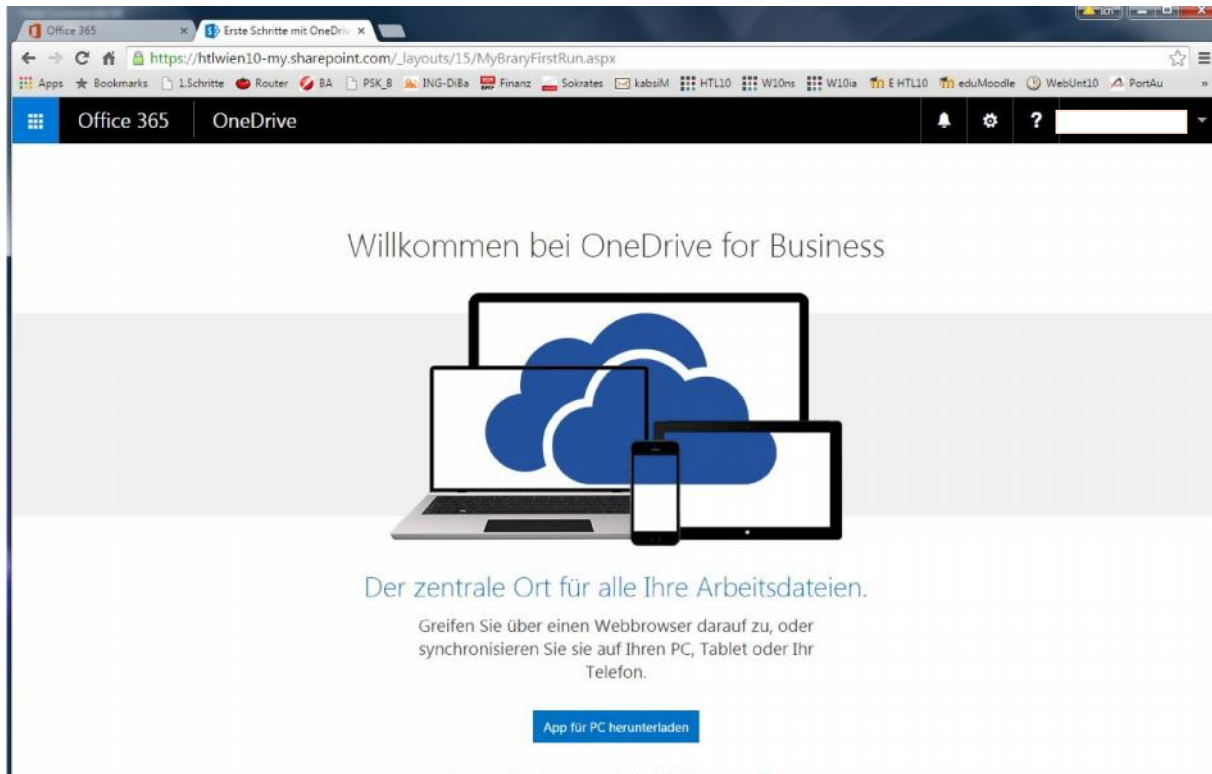 Office 365
Erste Schritte mit OneDriv
https://htlwien10-my.sharepoint.com/_layouts/15/MyBraryFirstRun.aspx
Apps Bookmarks 1.Schritte Router BA PSK_B ING-DiBa Finanz Sokrates kabsiM HTL10 W10ns W10ia E HTL10 eduMoodle WebUnt10 PortAu »
Office 365 OneDrive ?
Willkommen bei OneDrive for Business
Der zentrale Ort für alle Ihre Arbeitsdateien.
Greifen Sie über einen Webbrowser darauf zu, oder
synchronisieren Sie sie auf Ihren PC, Tablet oder Ihr
Telefon.
App für PC herunterladen